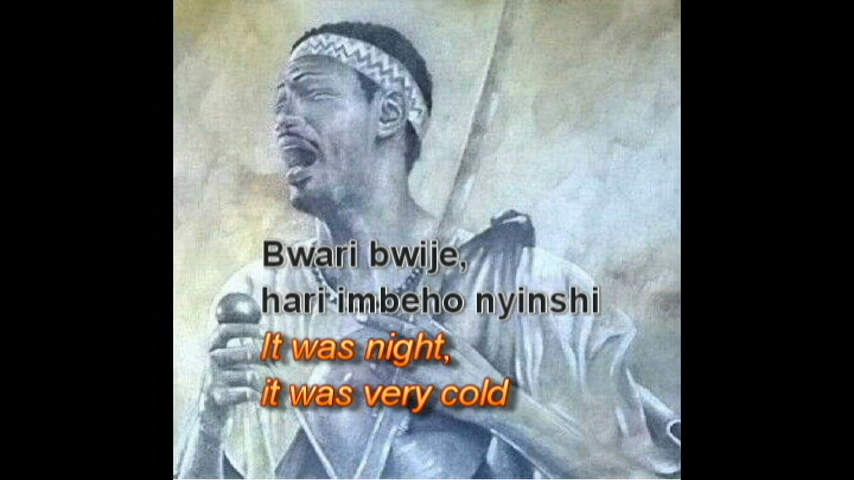 Bwari bwije,
hari imbeho nyinshi
It was night,
it was very cold